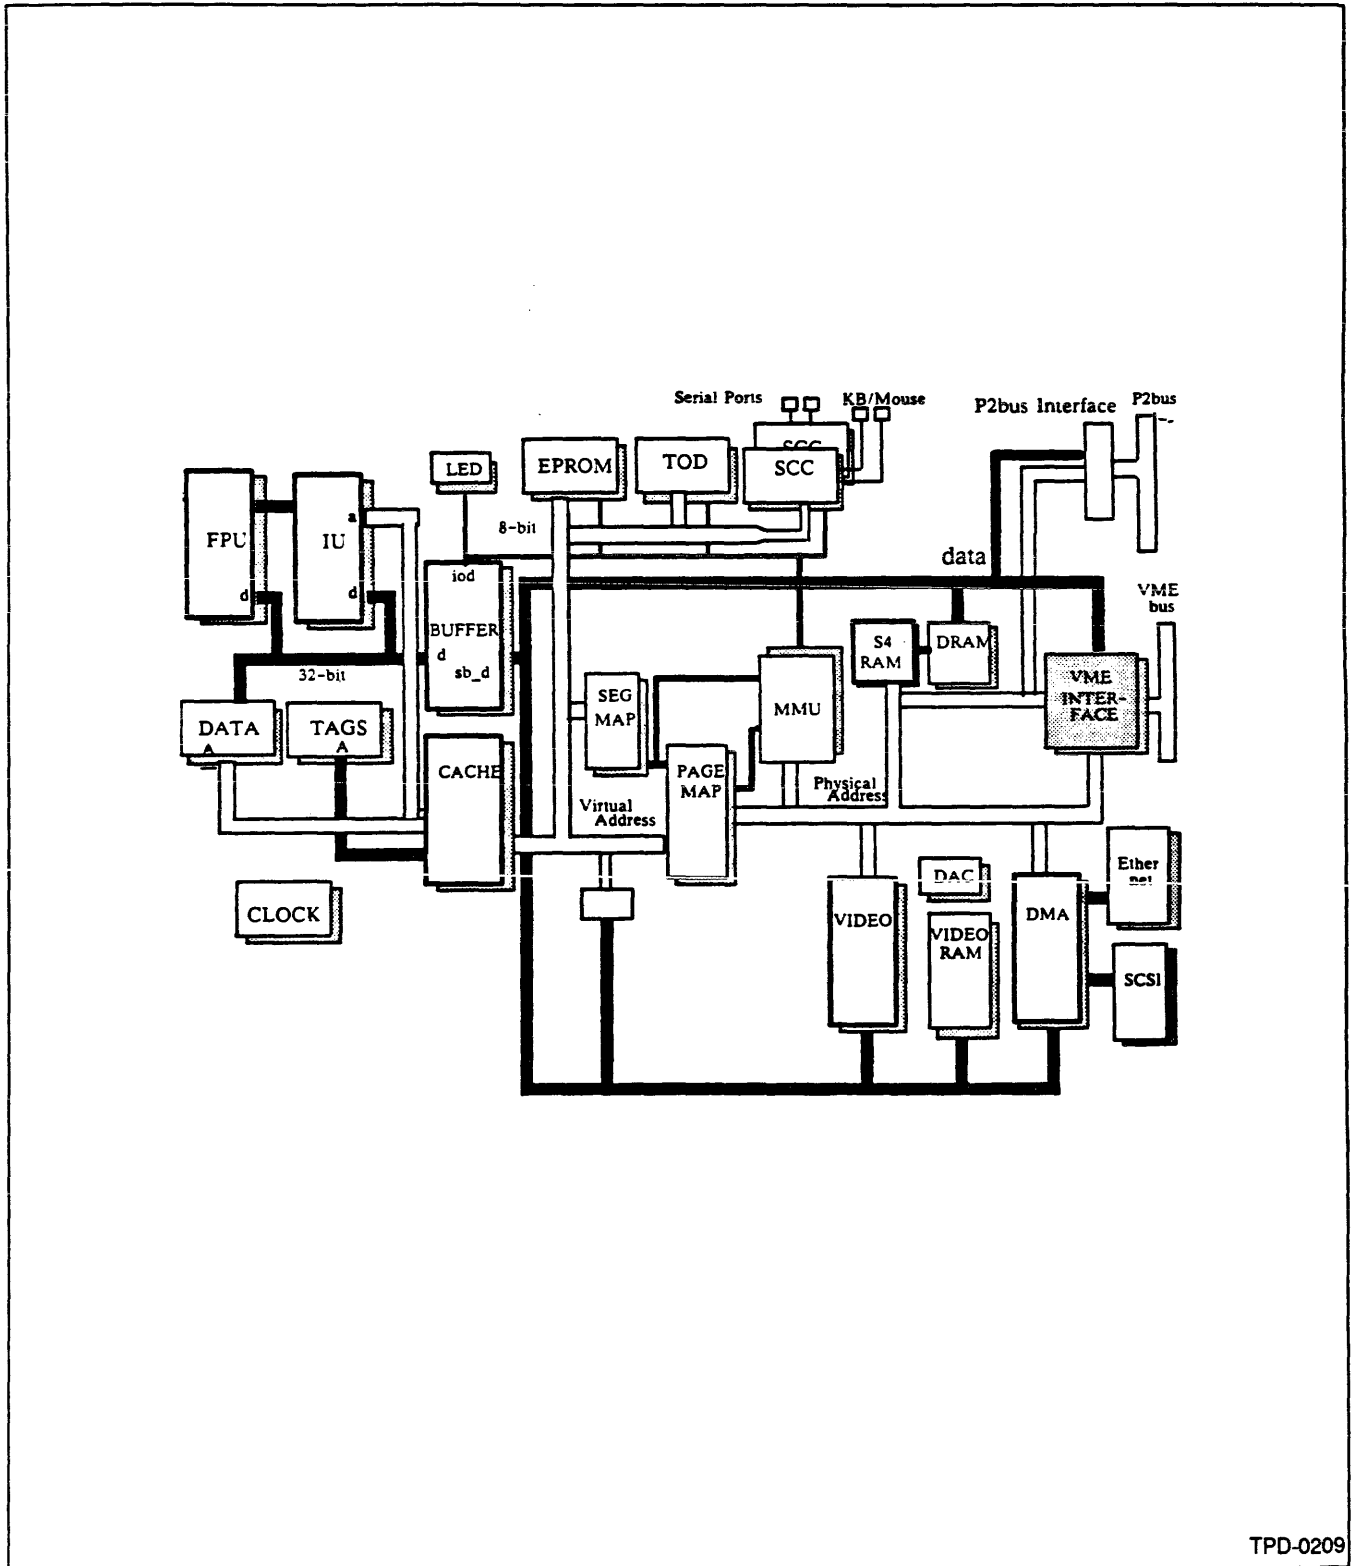 Serial Ports
KB/Mouse
P2bus Interface
P2bus
LED
EPROM
TOD
SCC
SCC
8-bit
FPU
d
IU
a
d
iod
BUFFER
d
sb_d
data
VME
bus
32-bit
S4
RAM
DRAM
VME
INTER-
FACE
SEG
MAP
MMU
DATA
A
TAGS
A
CACHE
PAGE
MAP
Virtual
Address
Physical
Address
CLOCK
VIDEO
DAC
VIDEO
RAM
DMA
Ether
net
SCSI
TPD-0209